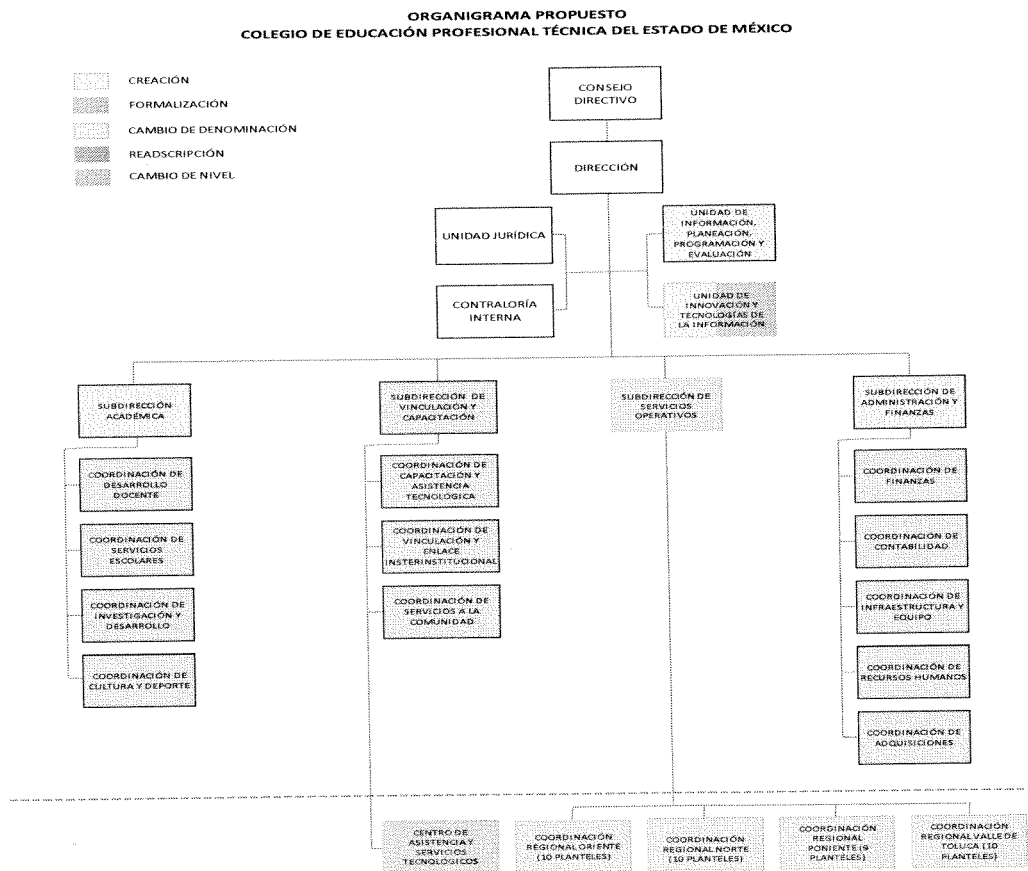 ORGANIGRAMA PROPUESTO
COLEGIO DE EDUCACIÓN PROFESIONAL TÉCNICA DEL ESTADO DE MÉXICO
CREACIÓN
FORMALIZACIÓN
CAMBIO DE DENOMINACIÓN
READSCRIPCIÓN
CAMBIO DE NIVEL
CONSEJO
DIRECTIVO
DIRECCIÓN
UNIDAD JURÍDICA
UNIDAD DE
INFORMACIÓN,
PLANEACIÓN,
PROGRAMACIÓN Y
EVALUACIÓN
CONTRALORÍA
INTERNA
UNIDAD DE
INNOVACIÓN Y
TECNOLOGÍAS DE
LA INFORMACIÓN
SUBDIRECCIÓN
ACADÉMICA
SUBDIRECCIÓN DE
VINCULACIÓN Y
CAPACITACIÓN
SUBDIRECCIÓN DE
SERVICIOS
OPERATIVOS
SUBDIRECCIÓN DE
ADMINISTRACIÓN Y
FINANZAS
COORDINACIÓN DE
DESARROLLO
DOCENTE
COORDINACIÓN DE
SERVICIOS
ESCOLARES
COORDINACIÓN DE
INVESTIGACIÓN Y
DESARROLLO
COORDINACIÓN DE
CULTURA Y DEPORTE
COORDINACIÓN DE
CAPACITACIÓN Y
ASISTENCIA
TECNOLÓGICA
COORDINACIÓN DE
VINCULACIÓN Y
ENLACE
INSTERINSTITUCIONAL
COORDINACIÓN DE
SERVICIOS A LA
COMUNIDAD
COORDINACIÓN DE
FINANZAS
COORDINACIÓN DE
CONTABILIDAD
COORDINACIÓN DE
INFRAESTRUCTURA Y
EQUIPO
COORDINACIÓN DE
RECURSOS HUMANOS
COORDINACIÓN DE
ADQUISICIONES
CENTRO DE
ASISTENCIA Y
SERVICIOS
TECNOLÓGICOS
COORDINACIÓN
REGIONAL ORIENTE
(10 PLANTELES)
COORDINACIÓN
REGIONAL NORTE
(10 PLANTELES)
COORDINACIÓN
REGIONAL
PONIENTE (9
PLANTELES)
COORDINACIÓN
REGIONAL VALLE DE
TOLUCA (10
PLANTELES)